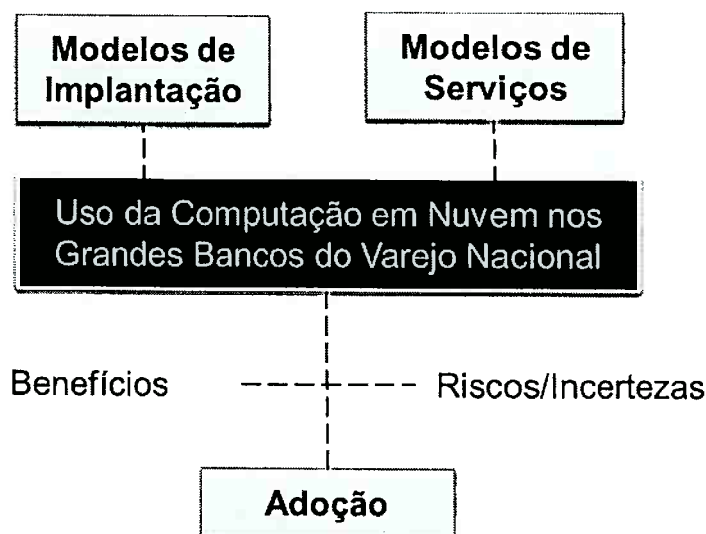 Modelos de
Implantação
Modelos de
Serviços
Uso da Computação em Nuvem nos
Grandes Bancos do Varejo Nacional
Benefícios
Riscos/Incertezas
Adoção